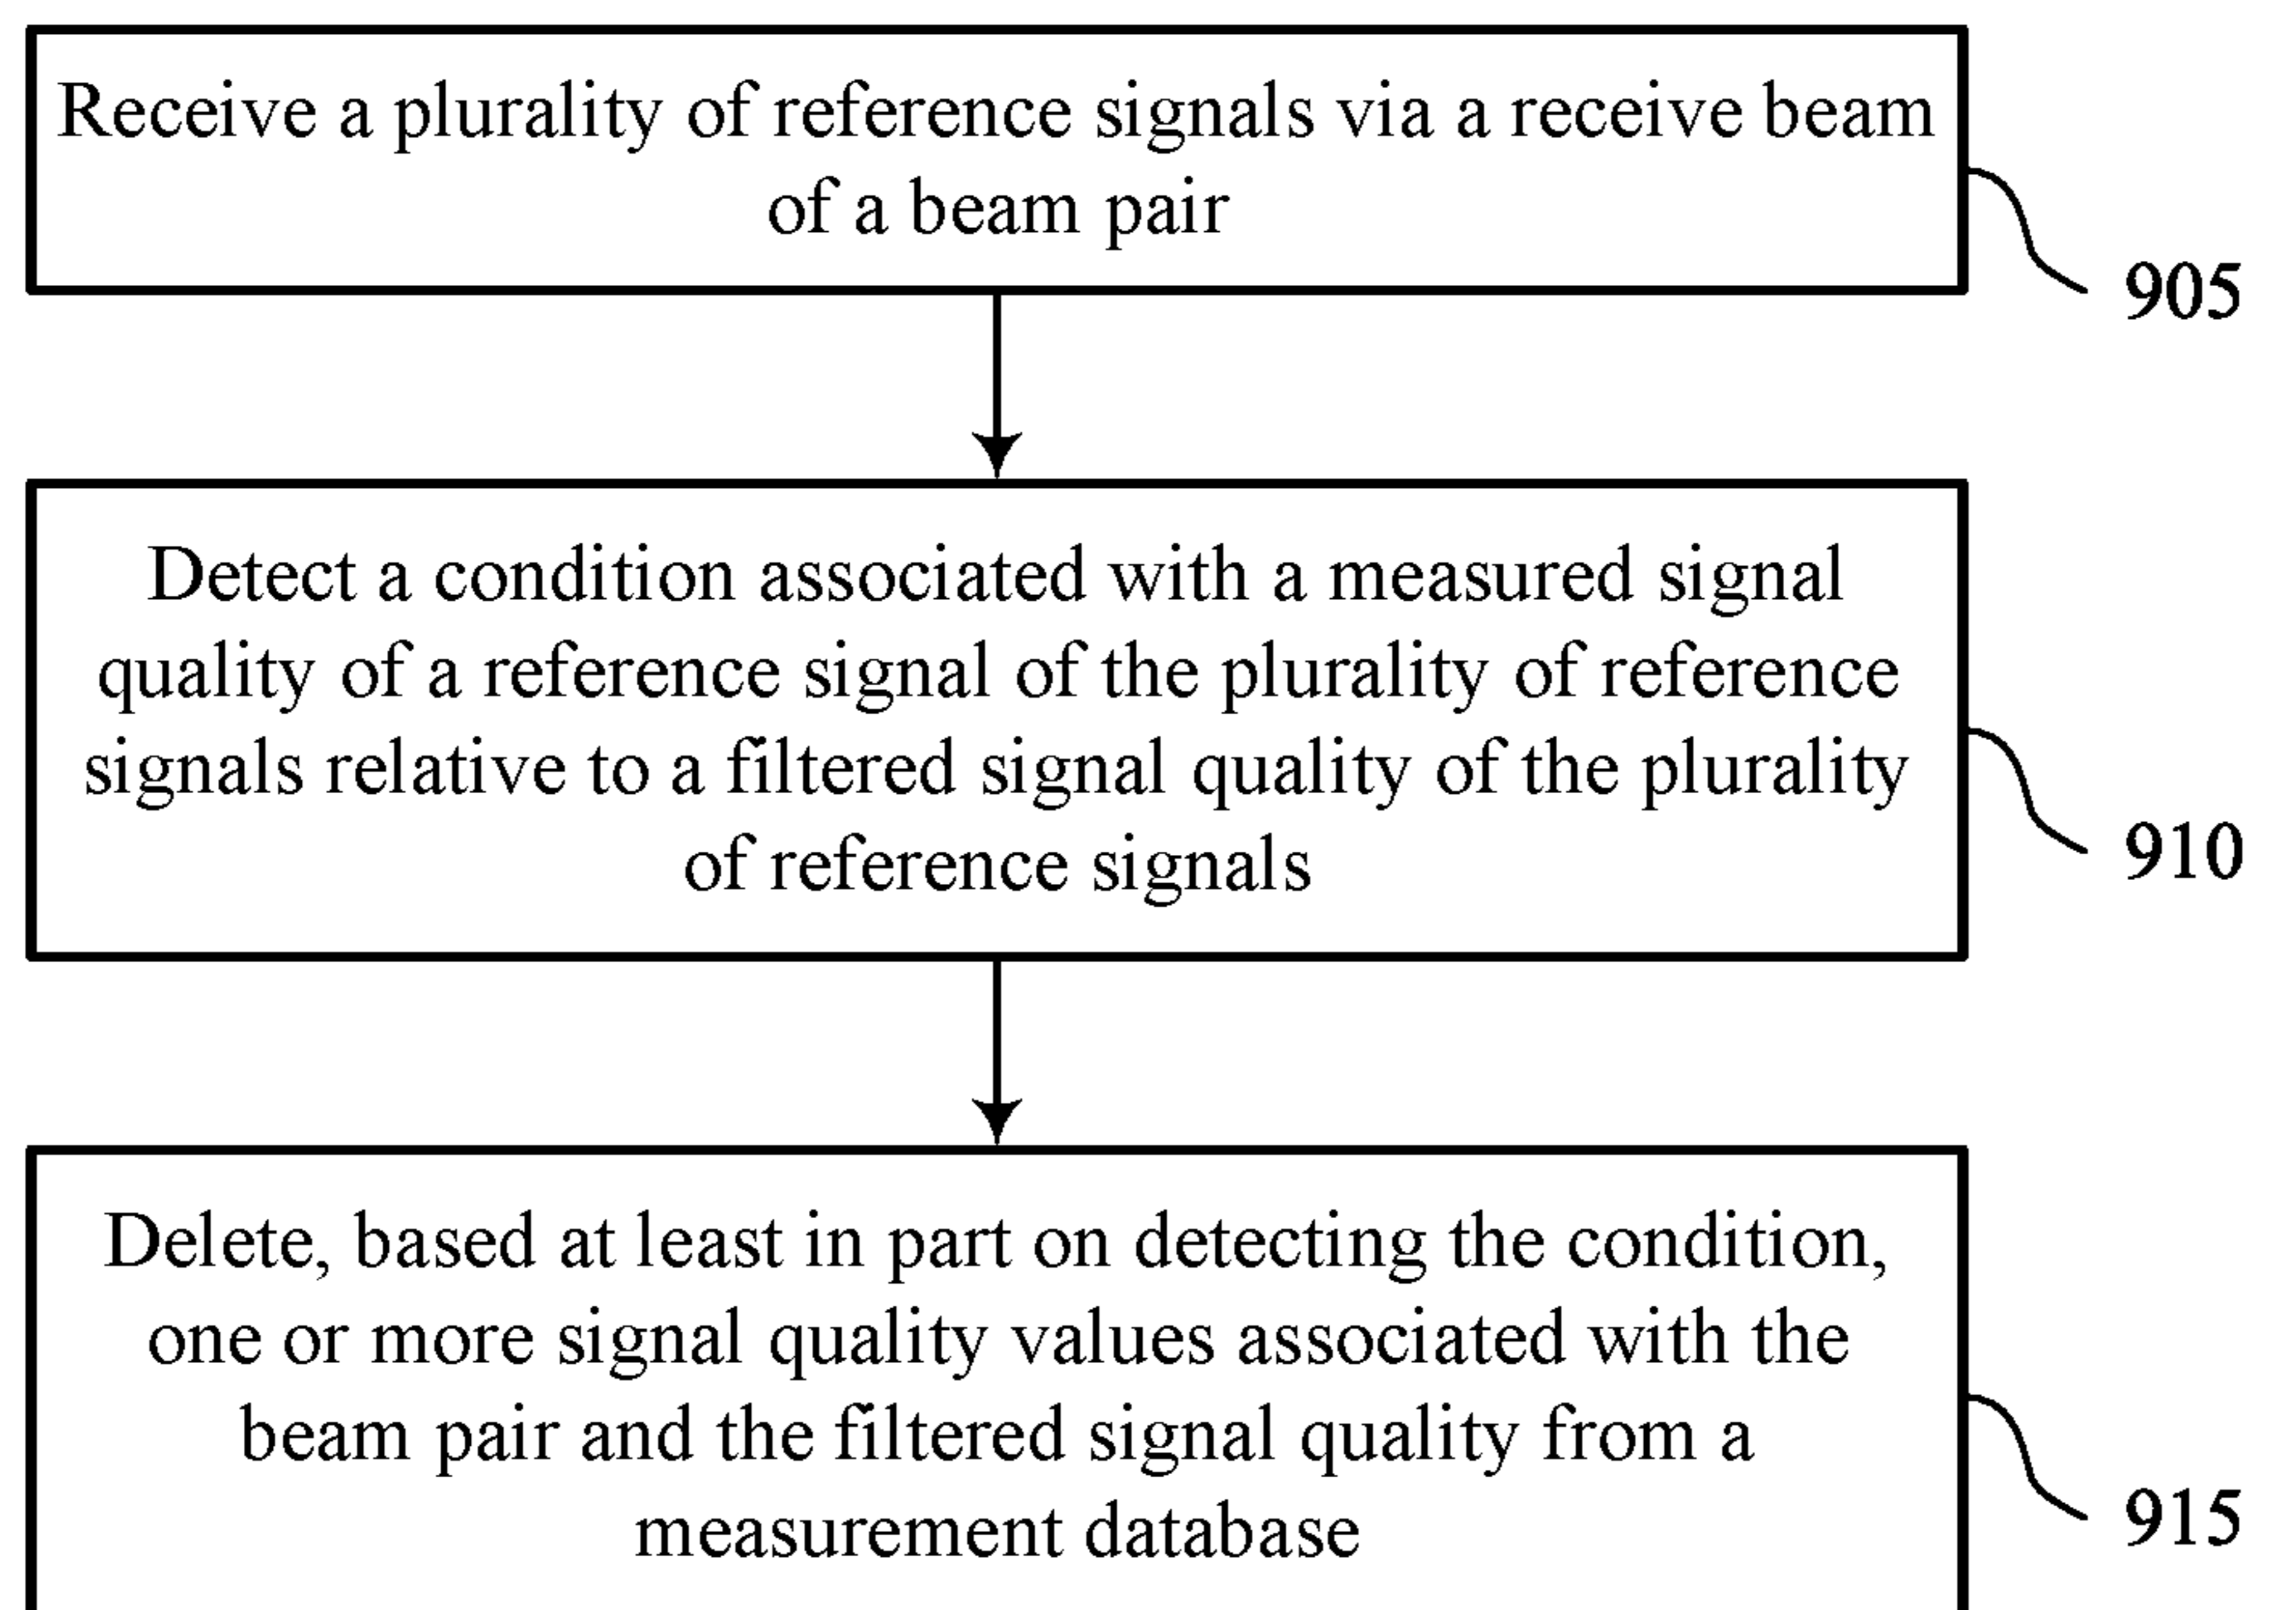 Receive a plurality of reference signals via a receive beam
of a beam pair
905
Detect a condition associated with a measured signal
quality of a reference signal of the plurality of reference
signals relative to a filtered signal quality of the plurality
of reference signals
910
Delete, based at least in part on detecting the condition,
one or more signal quality values associated with the
beam pair and the filtered signal quality from a
measurement database
915